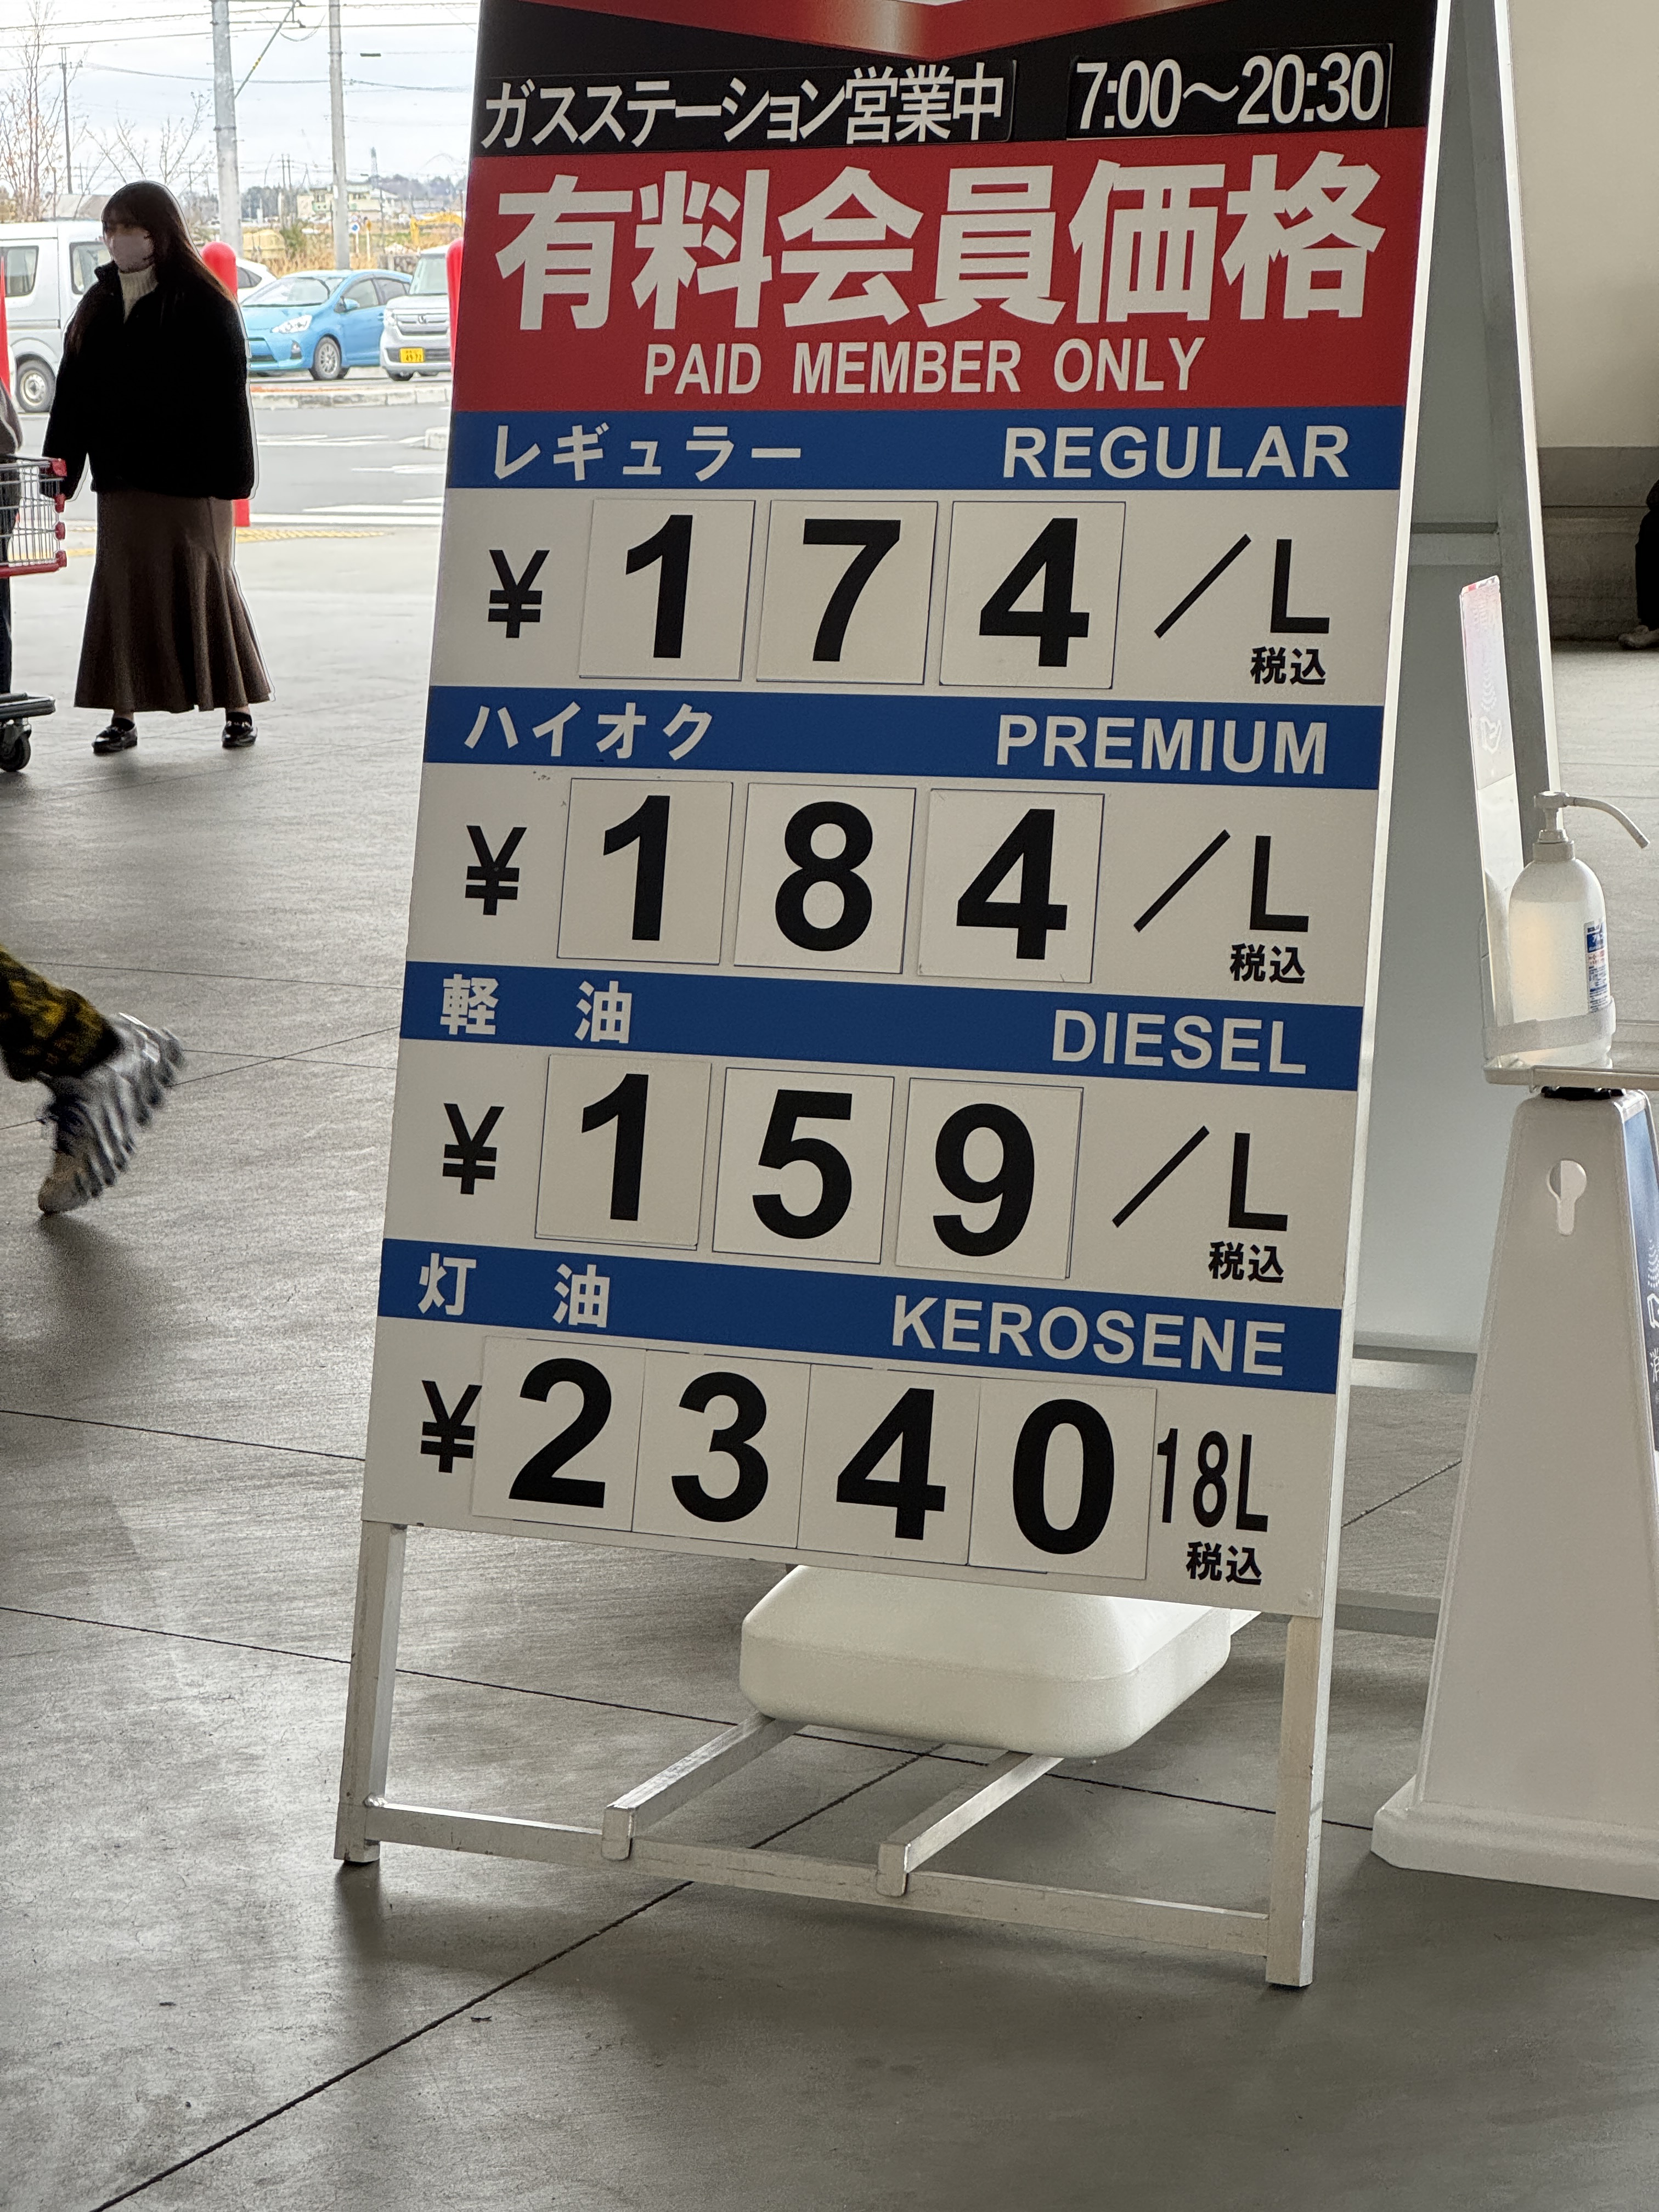 ガスステーション営業中 7:00～20:30
有料会員価格
PAID MEMBER ONLY
レギュラー REGULAR
¥174／L
税込
ハイオク PREMIUM
¥184／L
税込
軽油 DIESEL
¥159／L
税込
灯油 KEROSENE
¥2340 18L
税込